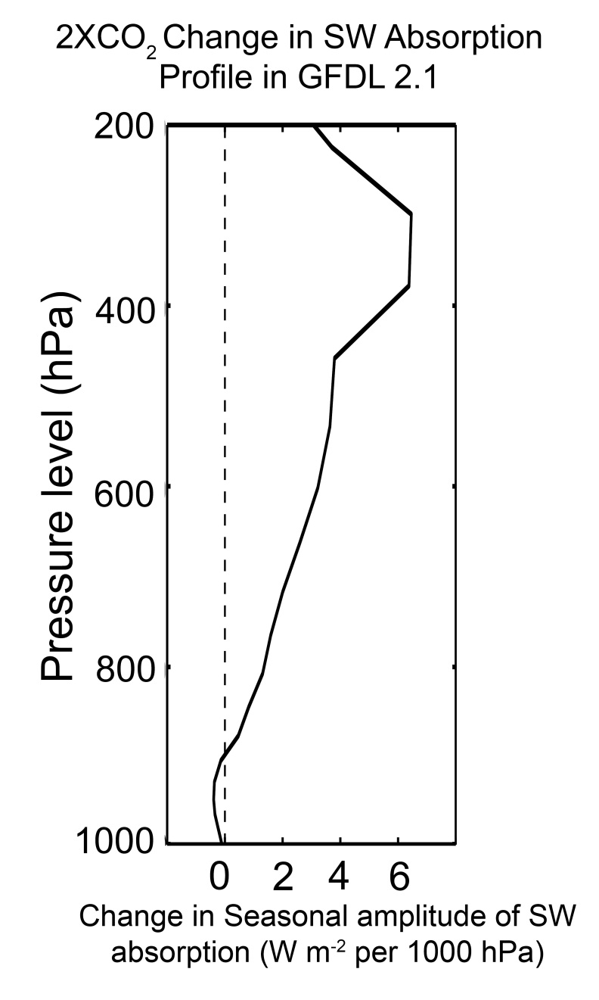 2XCO2 Change in SW Absorption
Profile in GFDL 2.1
200
400
600
800
1000
Pressure level (hPa)
0 2 4 6
Change in Seasonal amplitude of SW
absorption (W m-2 per 1000 hPa)